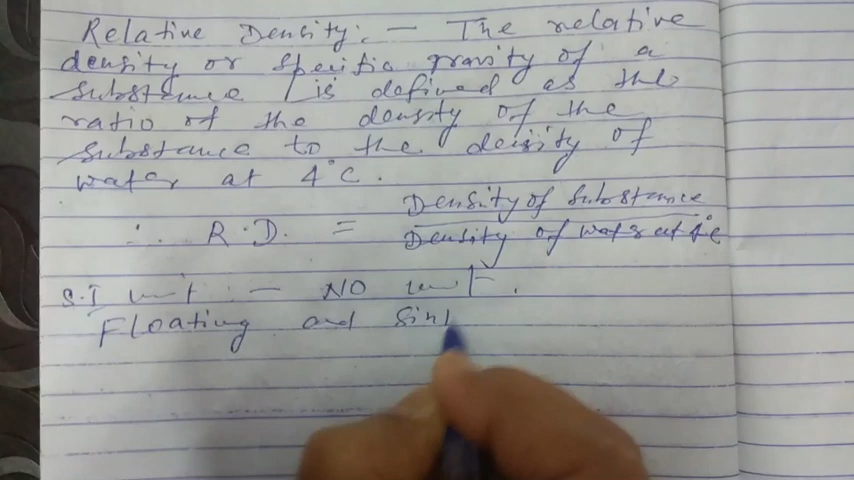 Relative Density: — The relative
density or specific gravity of a
substance is defined as the
ratio of the density of the
substance to the density of
water at 4°C.
∴ R.D. = Density of substance
Density of water at 4°C
S.I unit : — NO unit.
Floating and Sin